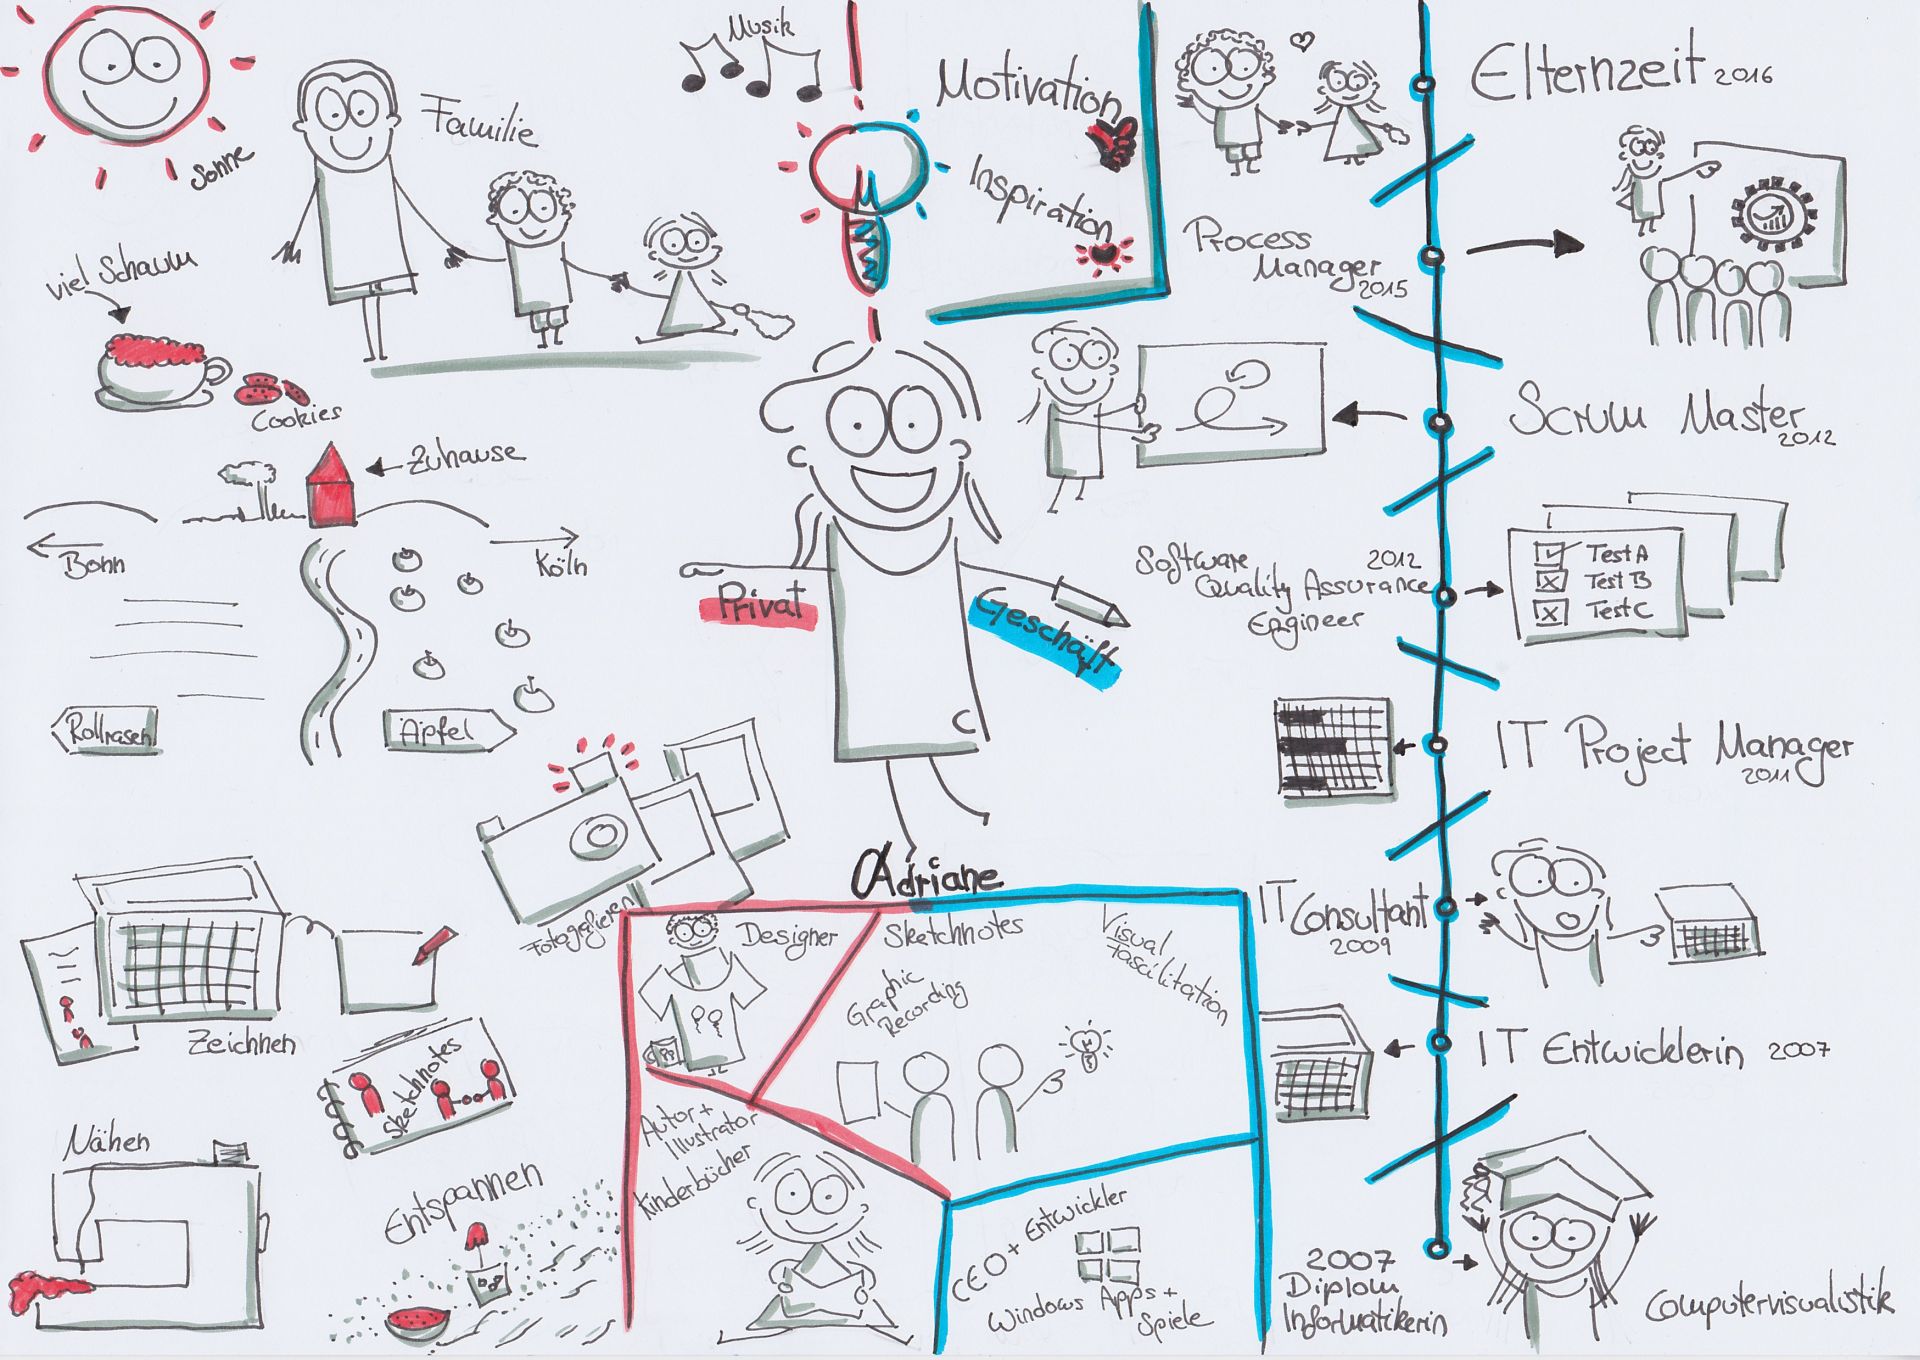 Sonne
Familie
Musik
viel Schaum
Cookies
Zuhause
Bonn
Köln
Rollrasen
Äpfel
Fotografieren
Zeichnen
Sketchnotes
Nähen
Entspannen
Motivation
Inspiration
Privat
Geschäft
Adriane
Designer
Sketchnotes
Graphic
Recording
Visual
Fascilitation
Autor +
Illustrator
Kinderbücher
CEO + Entwickler
Windows Apps +
Spiele
Elternzeit 2016
Process
Manager
2015
Scrum Master
2012
2012
Software
Quality Assurance
Engineer
Test A
Test B
Test C
IT Project Manager
2011
IT Consultant
2009
IT Entwicklerin 2007
2007
Diplom
Informatikerin
Computervisualistik